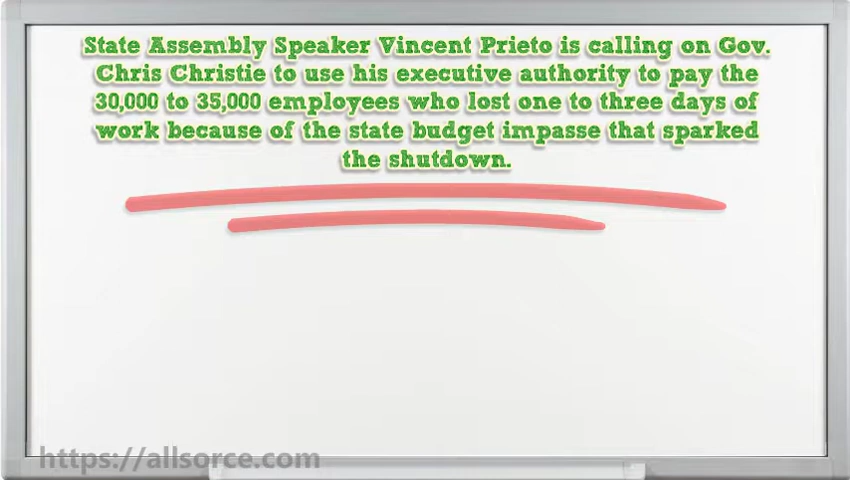 State Assembly Speaker Vincent Prieto is calling on Gov.
Chris Christie to use his executive authority to pay the
30,000 to 35,000 employees who lost one to three days of
work because of the state budget impasse that sparked
the shutdown.
https://allsorce.com